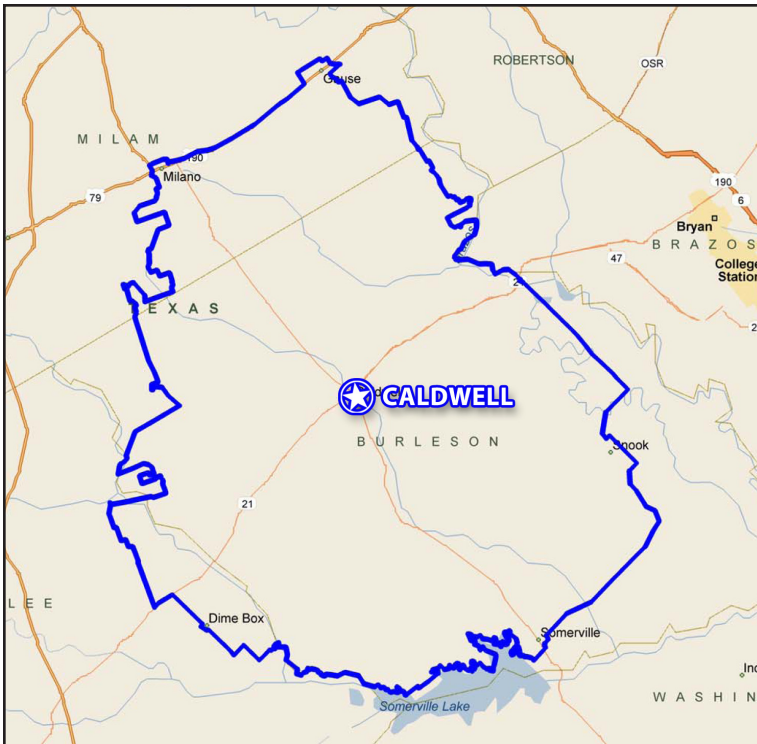 ROBERTSON
OSR
Gause
MILAM
190
Milano
79
190
6
Bryan
BRAZOS
47
College
Station
TEXAS
CALDWELL
BURLESON
Snook
21
LEE
Dime Box
Somerville
WASHIN
Somerville Lake